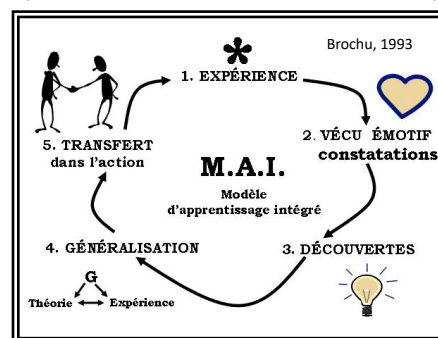 Brochu, 1993
1. EXPÉRIENCE
2. VÉCU ÉMOTIF
constatations
5. TRANSFERT
dans l'action
M.A.I.
Modèle
d'apprentissage intégré
4. GÉNÉRALISATION
3. DÉCOUVERTES
G
Théorie
Expérience